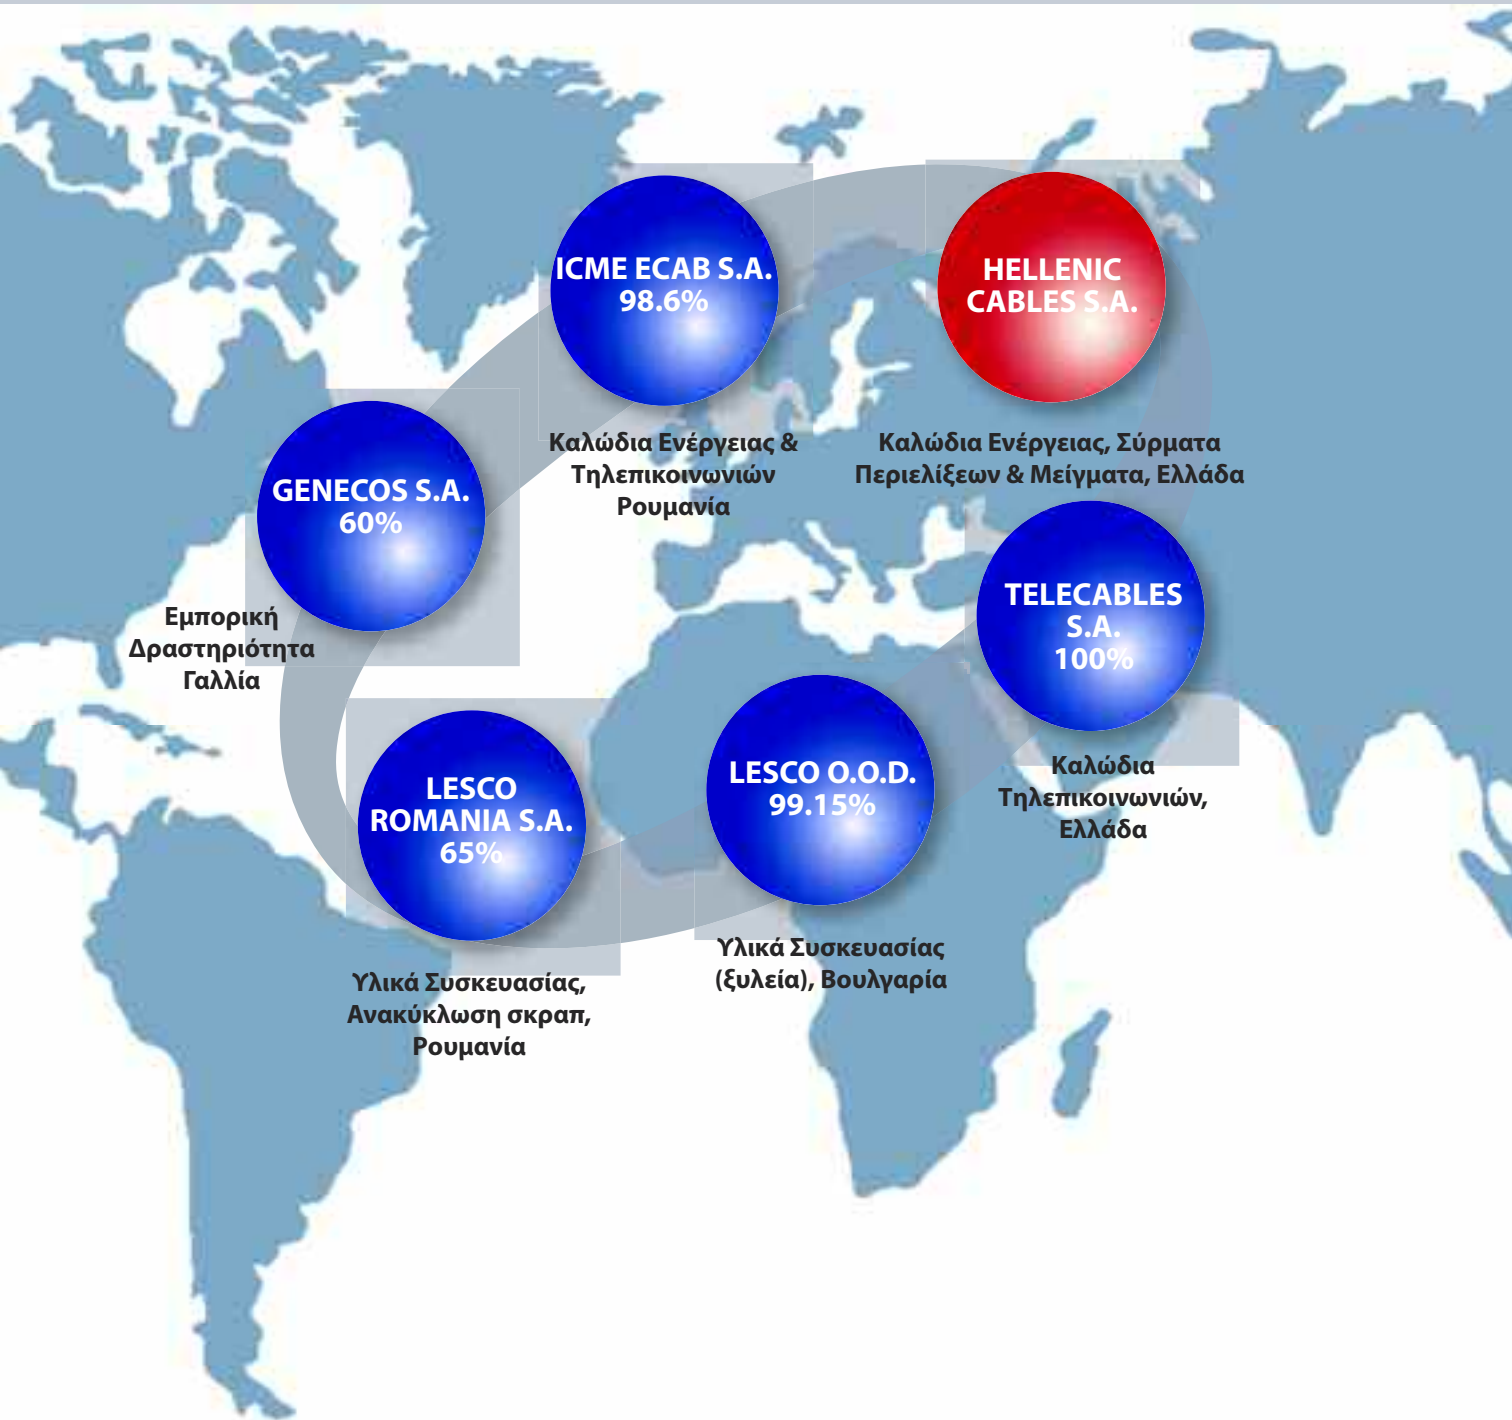 ICME ECAB S.A.
98.6%
Καλώδια Ενέργειας &
Τηλεπικοινωνιών
Ρουμανία
HELLENIC
CABLES S.A.
Καλώδια Ενέργειας, Σύρματα
Περιελίξεων & Μείγματα, Ελλάδα
GENECOS S.A.
60%
Εμπορική
Δραστηριότητα
Γαλλία
TELECABLES
S.A.
100%
Καλώδια
Τηλεπικοινωνιών,
Ελλάδα
LESCO
ROMANIA S.A.
65%
Υλικά Συσκευασίας,
Ανακύκλωση σκραπ,
Ρουμανία
LESCO O.O.D.
99.15%
Υλικά Συσκευασίας
(ξυλεία), Βουλγαρία